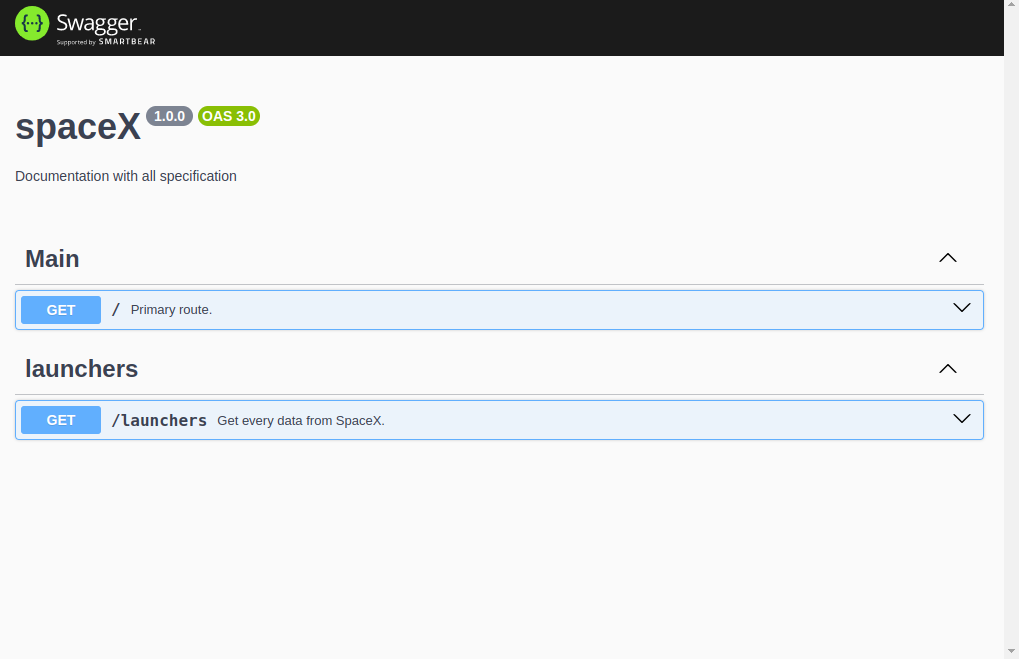 Swagger
Supported by SMARTBEAR
spaceX 1.0.0 OAS 3.0
Documentation with all specification
Main
GET / Primary route.
launchers
GET /launchers Get every data from SpaceX.